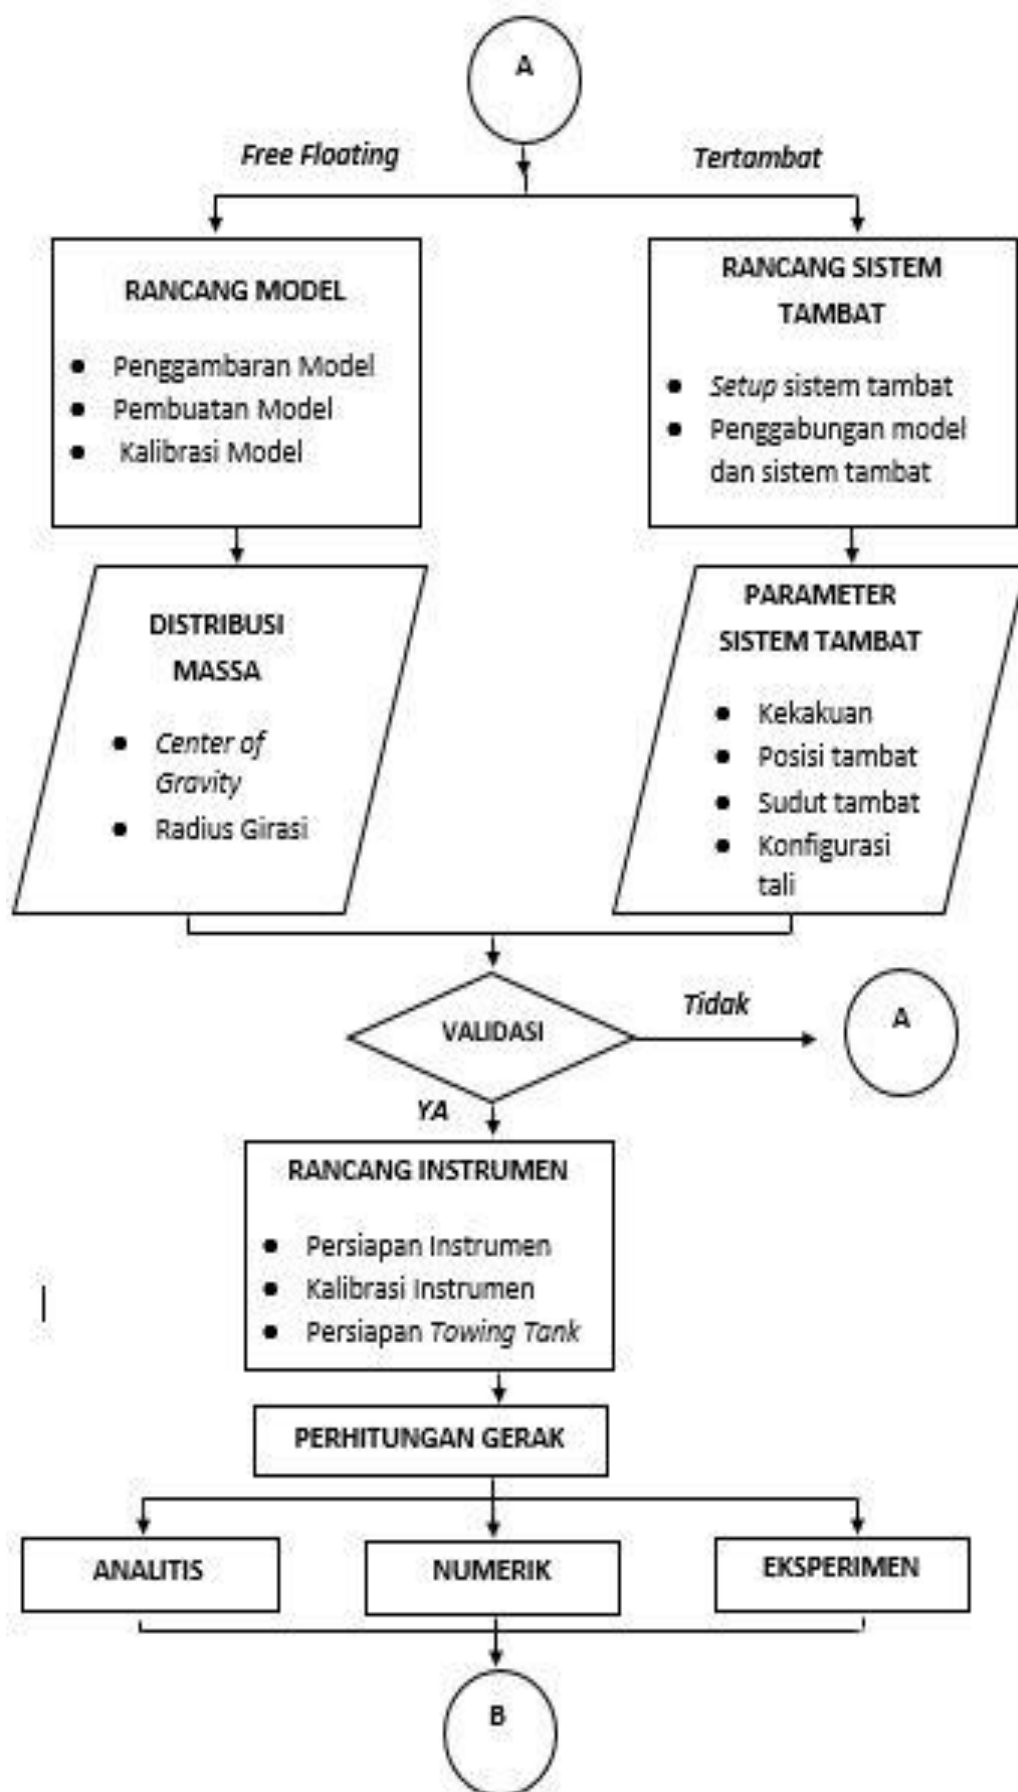 A
Free Floating
Tertambat
RANCANG MODEL
● Penggambaran Model
● Pembuatan Model
● Kalibrasi Model
RANCANG SISTEM
TAMBAT
● Setup sistem tambat
● Penggabungan model
dan sistem tambat
DISTRIBUSI
MASSA
● Center of
Gravity
● Radius Girasi
PARAMETER
SISTEM TAMBAT
● Kekakuan
● Posisi tambat
● Sudut tambat
● Konfigurasi
tali
VALIDASI
Tidak
A
YA
RANCANG INSTRUMEN
● Persiapan Instrumen
● Kalibrasi Instrumen
● Persiapan Towing Tank
PERHITUNGAN GERAK
ANALITIS
NUMERIK
EKSPERIMEN
B